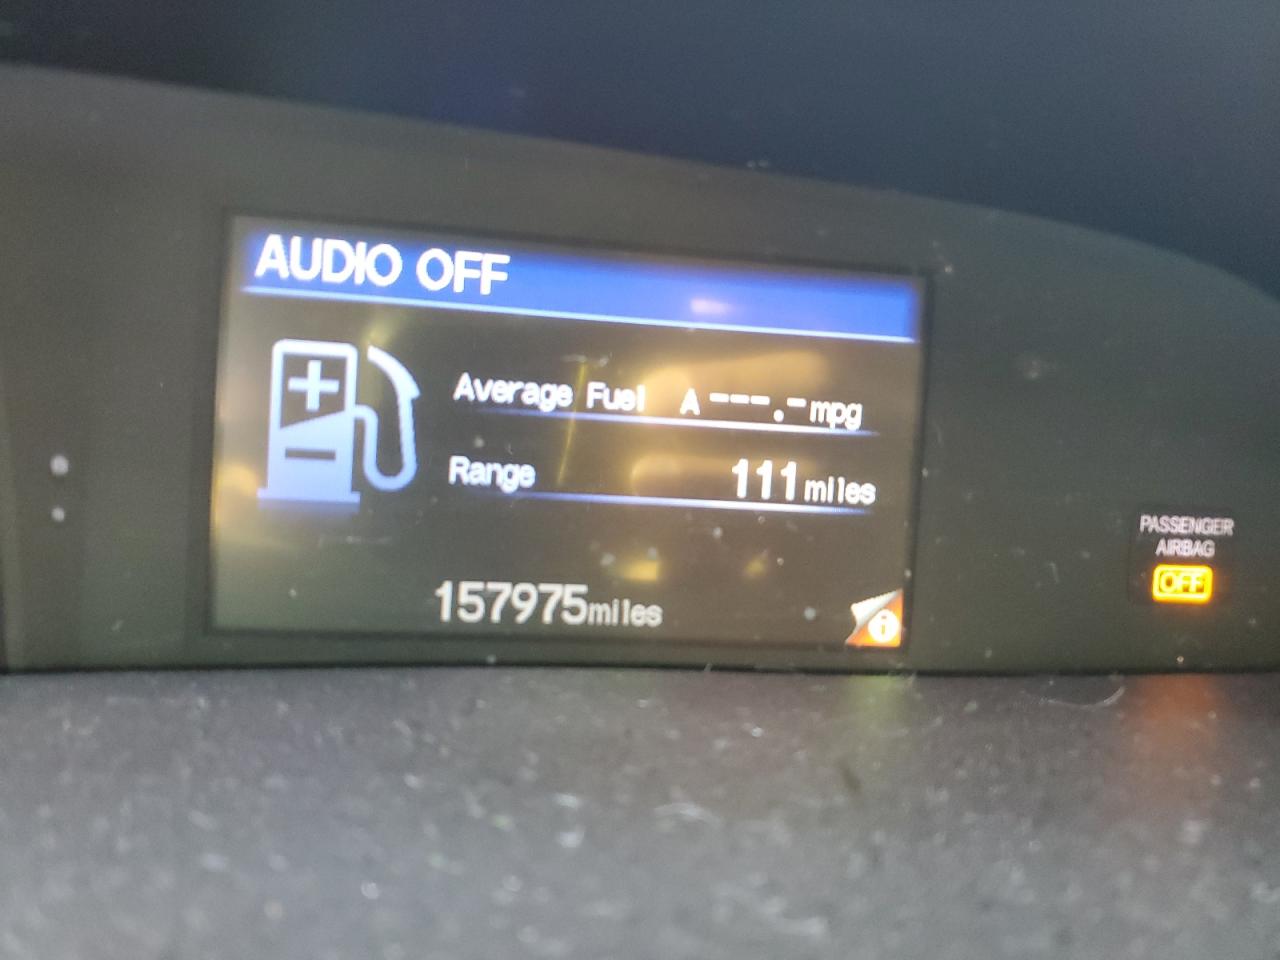 AUDIO OFF
Average Fuel A ---.- mpg
Range 111 miles
157975 miles
i
PASSENGER
AIRBAG
OFF